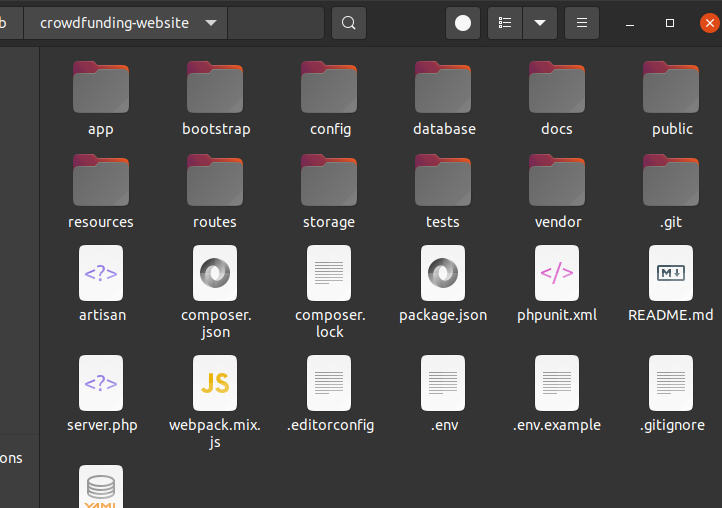 b
crowdfunding-website
app
bootstrap
config
database
docs
public
resources
routes
storage
tests
vendor
.git
<?>
artisan
composer.
json
composer.
lock
package.json
</>
phpunit.xml
M
README.md
<?>
server.php
JS
webpack.mix.
js
.editorconfig
.env
.env.example
.gitignore
ons
YAML